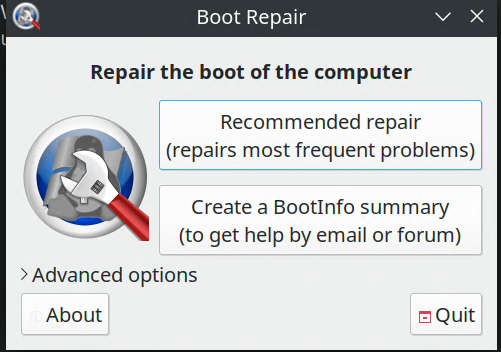 Boot Repair
Repair the boot of the computer
Recommended repair
(repairs most frequent problems)
Create a BootInfo summary
(to get help by email or forum)
Advanced options
About
Quit